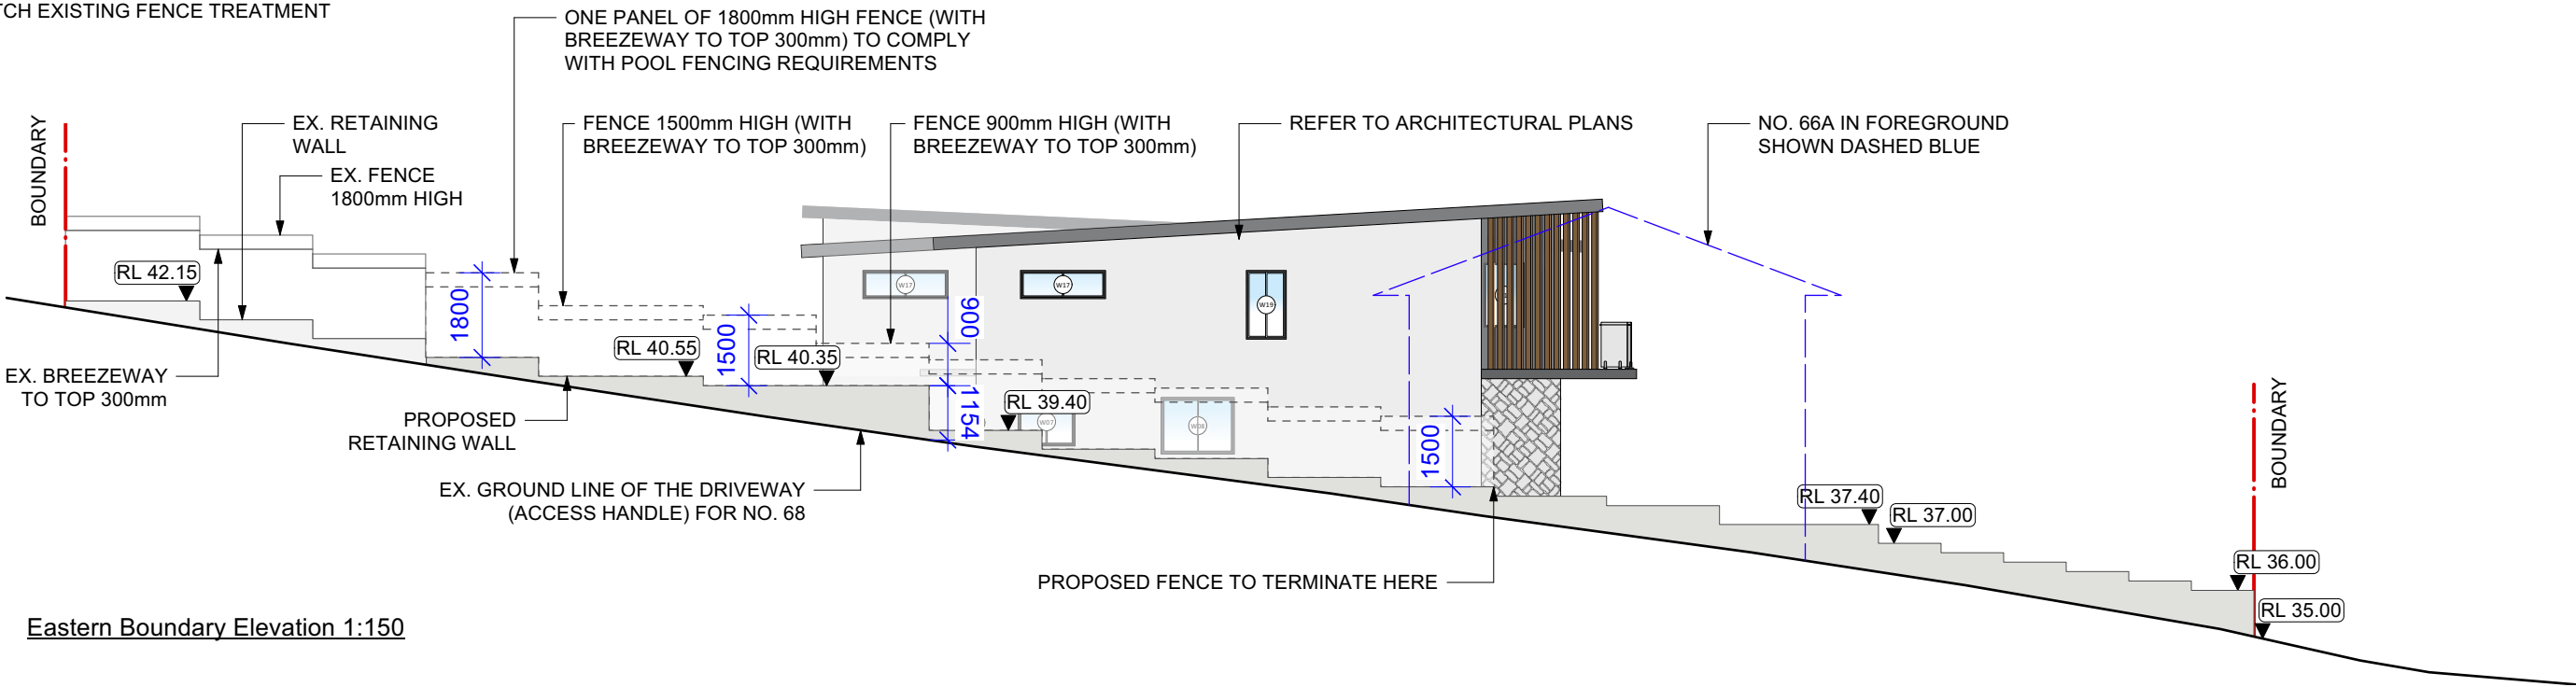 TCH EXISTING FENCE TREATMENT
ONE PANEL OF 1800mm HIGH FENCE (WITH
BREEZEWAY TO TOP 300mm) TO COMPLY
WITH POOL FENCING REQUIREMENTS
BOUNDARY
EX. RETAINING
WALL
EX. FENCE
1800mm HIGH
FENCE 1500mm HIGH (WITH
BREEZEWAY TO TOP 300mm)
FENCE 900mm HIGH (WITH
BREEZEWAY TO TOP 300mm)
REFER TO ARCHITECTURAL PLANS
NO. 66A IN FOREGROUND
SHOWN DASHED BLUE
RL 42.15
1800
RL 40.55
1500
RL 40.35
900
1154
W17
W17
W19
RL 39.40
W07
W08
1500
EX. BREEZEWAY
TO TOP 300mm
PROPOSED
RETAINING WALL
EX. GROUND LINE OF THE DRIVEWAY
(ACCESS HANDLE) FOR NO. 68
PROPOSED FENCE TO TERMINATE HERE
BOUNDARY
RL 37.40
RL 37.00
RL 36.00
RL 35.00
Eastern Boundary Elevation 1:150